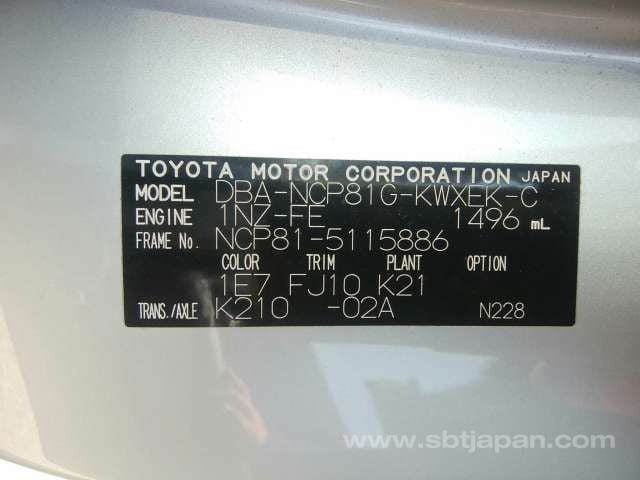 TOYOTA MOTOR CORPORATION JAPAN
MODEL DBA-NCP81G-KWXEK-C
ENGINE 1NZ-FE 1496 mL
FRAME No. NCP81-5115886
COLOR TRIM PLANT OPTION
1E7 FJ10 K21
TRANS./AXLE K210 -02A N228
www.sbtjapan.com